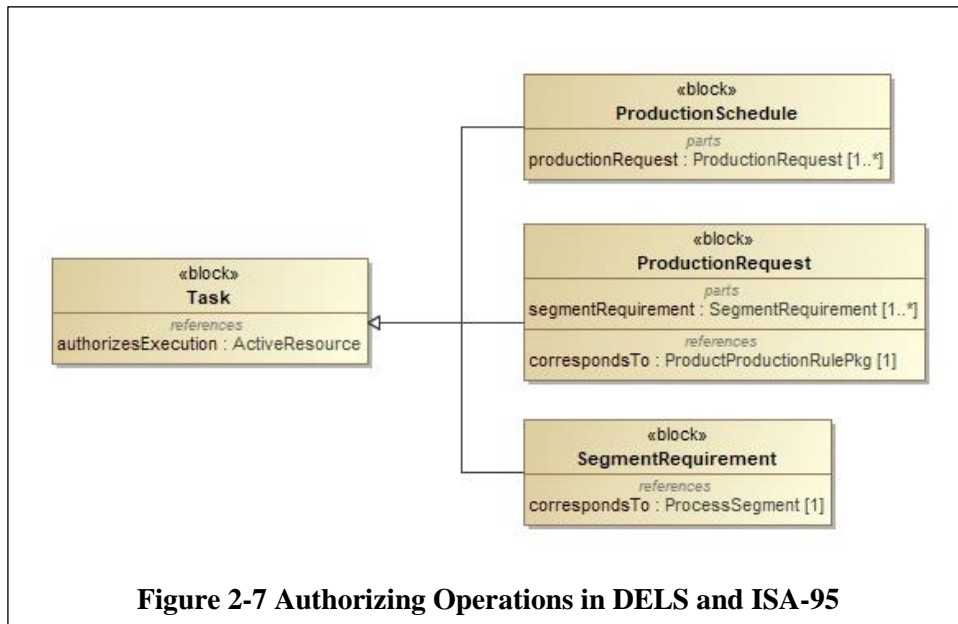 «block»
ProductionSchedule
parts
productionRequest : ProductionRequest [1..*]
«block»
ProductionRequest
parts
segmentRequirement : SegmentRequirement [1..*]
references
correspondsTo : ProductProductionRulePkg [1]
«block»
Task
references
authorizesExecution : ActiveResource
«block»
SegmentRequirement
references
correspondsTo : ProcessSegment [1]
Figure 2-7 Authorizing Operations in DELS and ISA-95